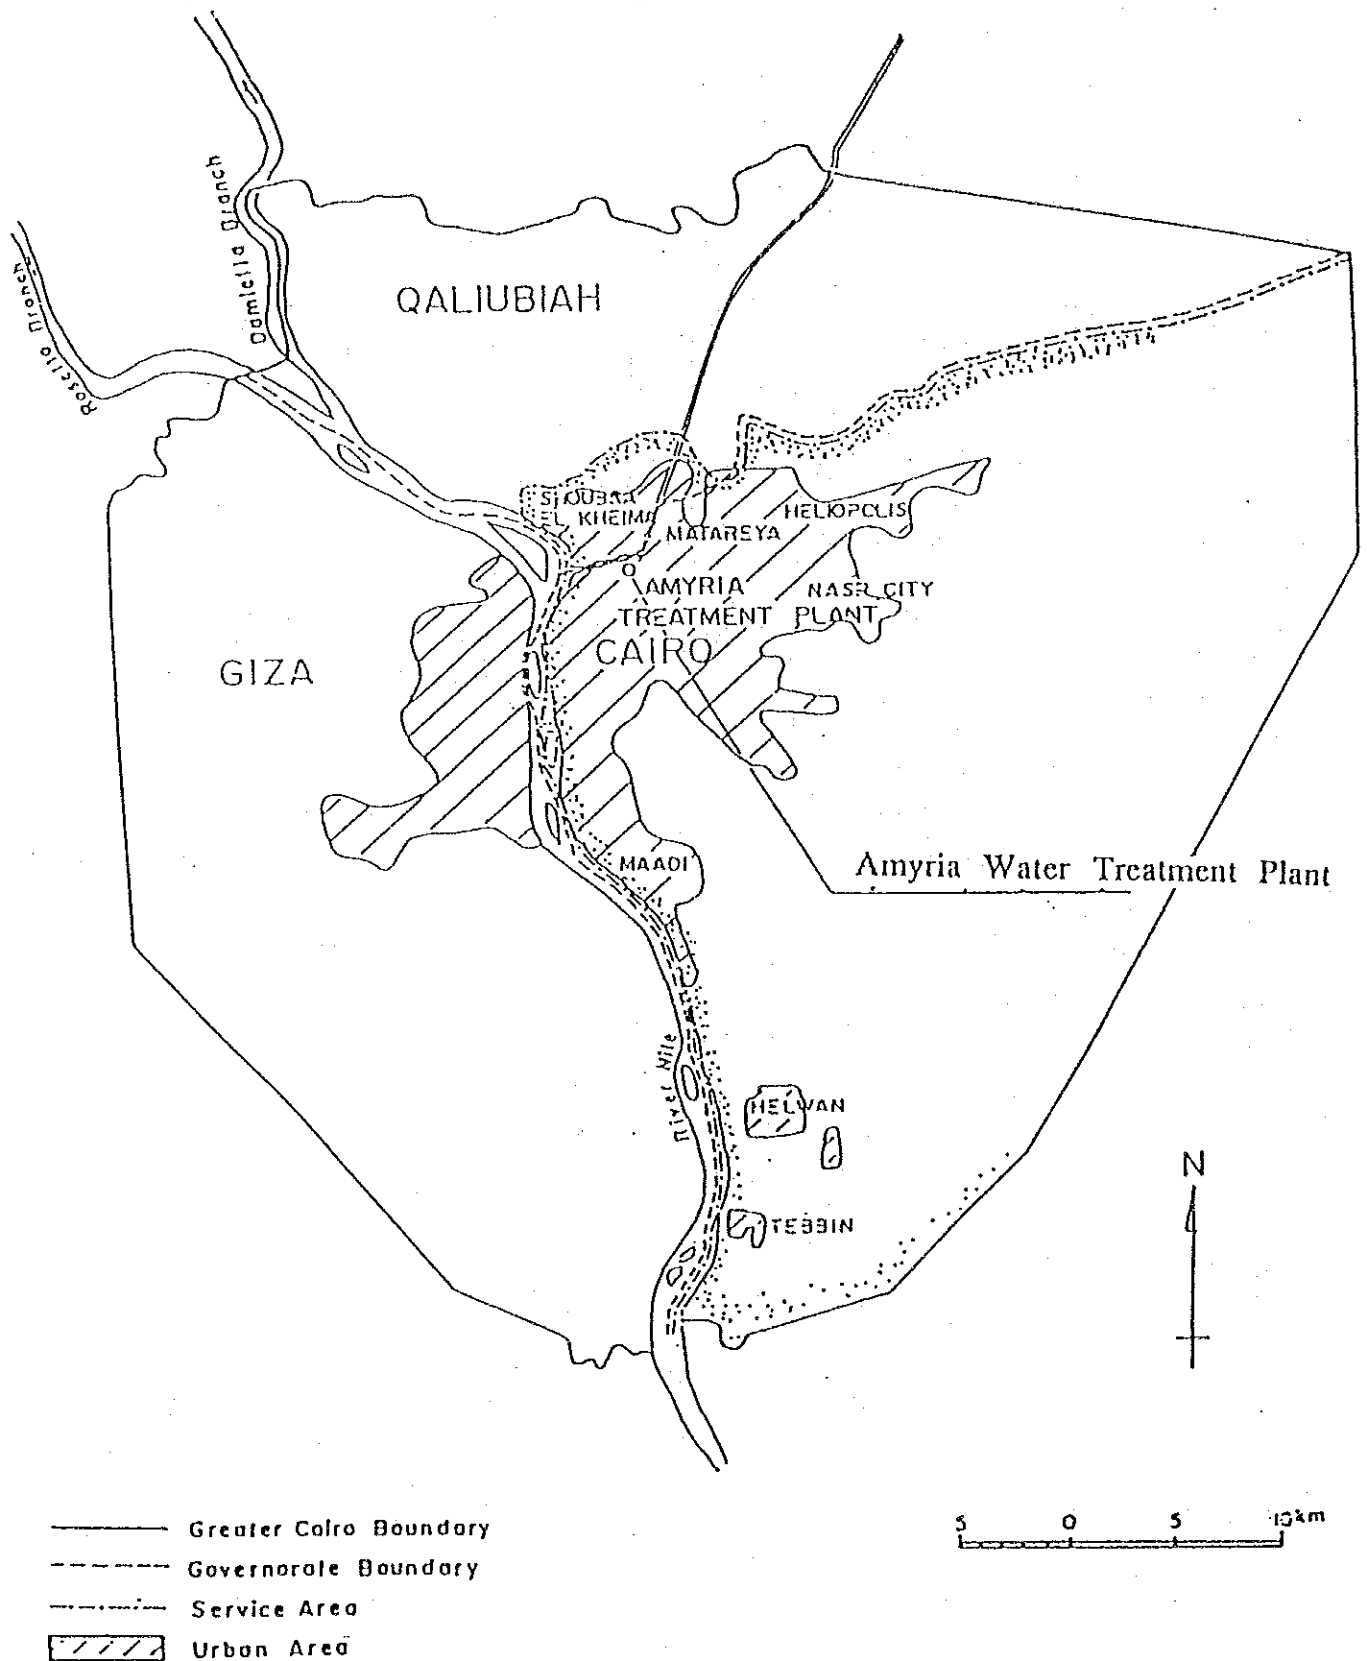 Damietta Branch
Rosetta Branch
QALIUBIAH
SHOUBRA
EL KHEIMA
MATAREYA
HELIOPOLIS
AMYRIA
TREATMENT PLANT
NASR CITY
CAIRO
GIZA
MAADI
Amyria Water Treatment Plant
River Nile
HELWAN
TEBBIN
N
Greater Cairo Boundary
Governorate Boundary
Service Area
Urban Area
5 0 5 10km